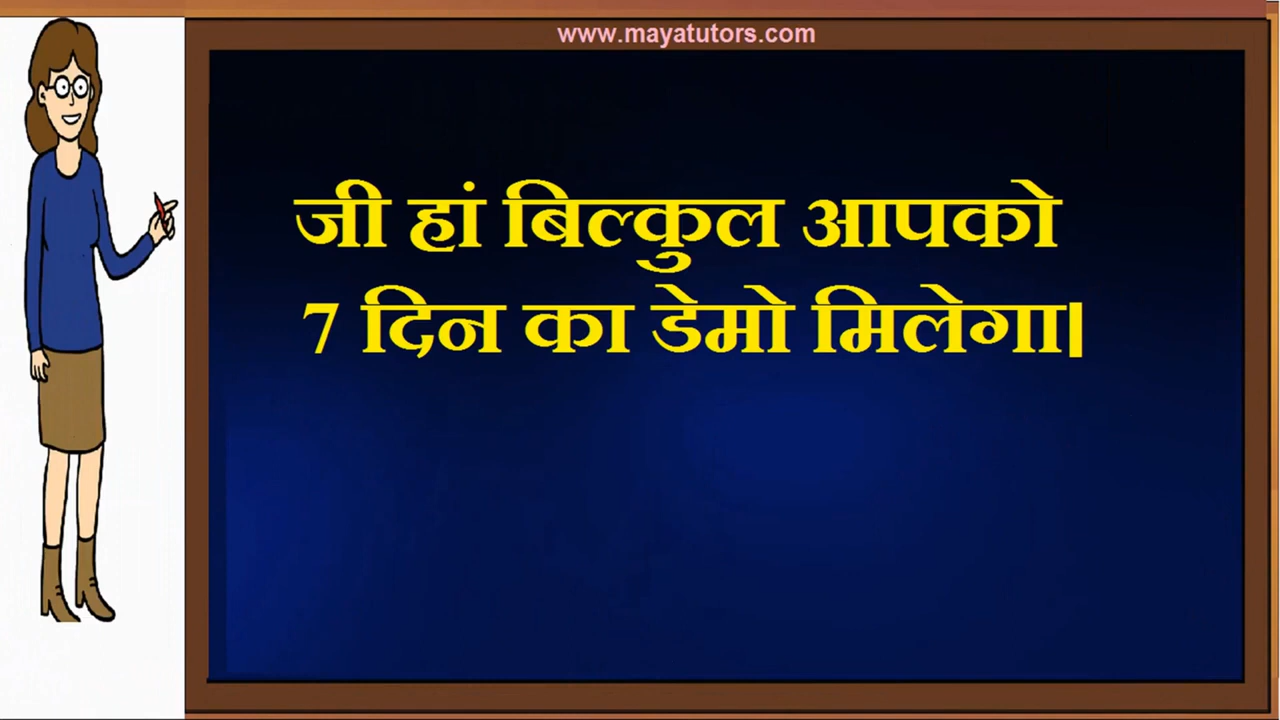 www.mayatutors.com
जी हां बिल्कुल आपको
7 दिन का डेमो मिलेगा।